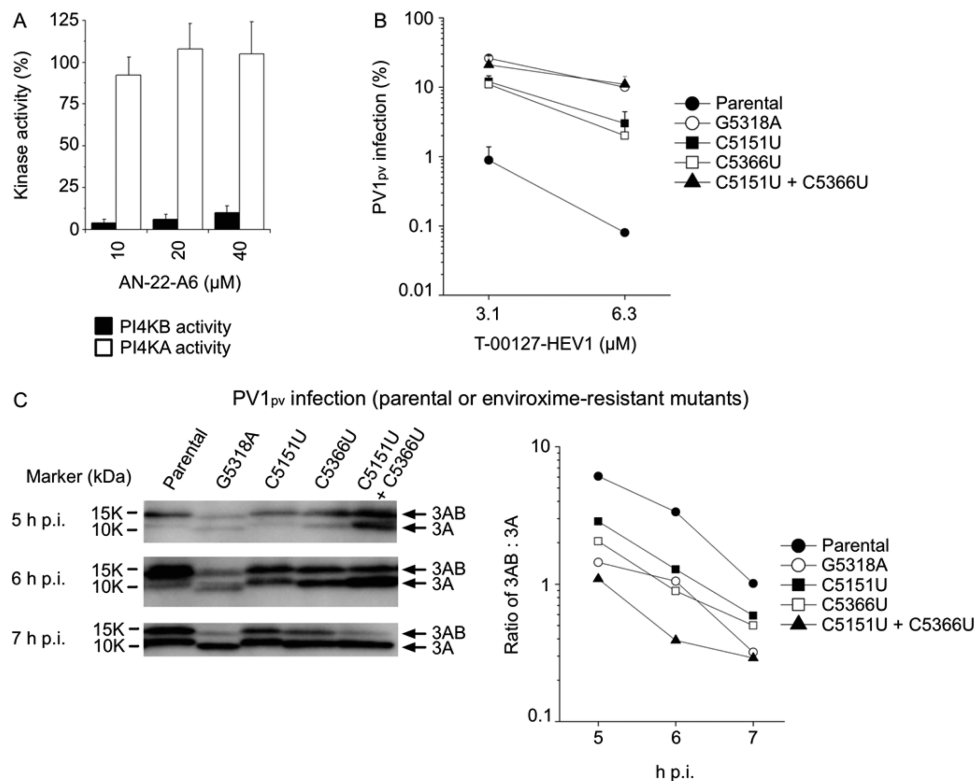 A
125
100
75
50
25
0
Kinase activity (%)
10
20
40
AN-22-A6 (µM)
PI4KB activity
PI4KA activity
B
100
10
1
0.1
0.01
PV1pv infection (%)
3.1
6.3
T-00127-HEV1 (µM)
Parental
G5318A
C5151U
C5366U
C5151U + C5366U
C
PV1pv infection (parental or enviroxime-resistant mutants)
Marker (kDa)
Parental
G5318A
C5151U
C5366U
C5151U
+ C5366U
5 h p.i.
15K
10K
3AB
3A
6 h p.i.
15K
10K
3AB
3A
7 h p.i.
15K
10K
3AB
3A
10
1
0.1
Ratio of 3AB : 3A
5
6
7
h p.i.
Parental
G5318A
C5151U
C5366U
C5151U + C5366U